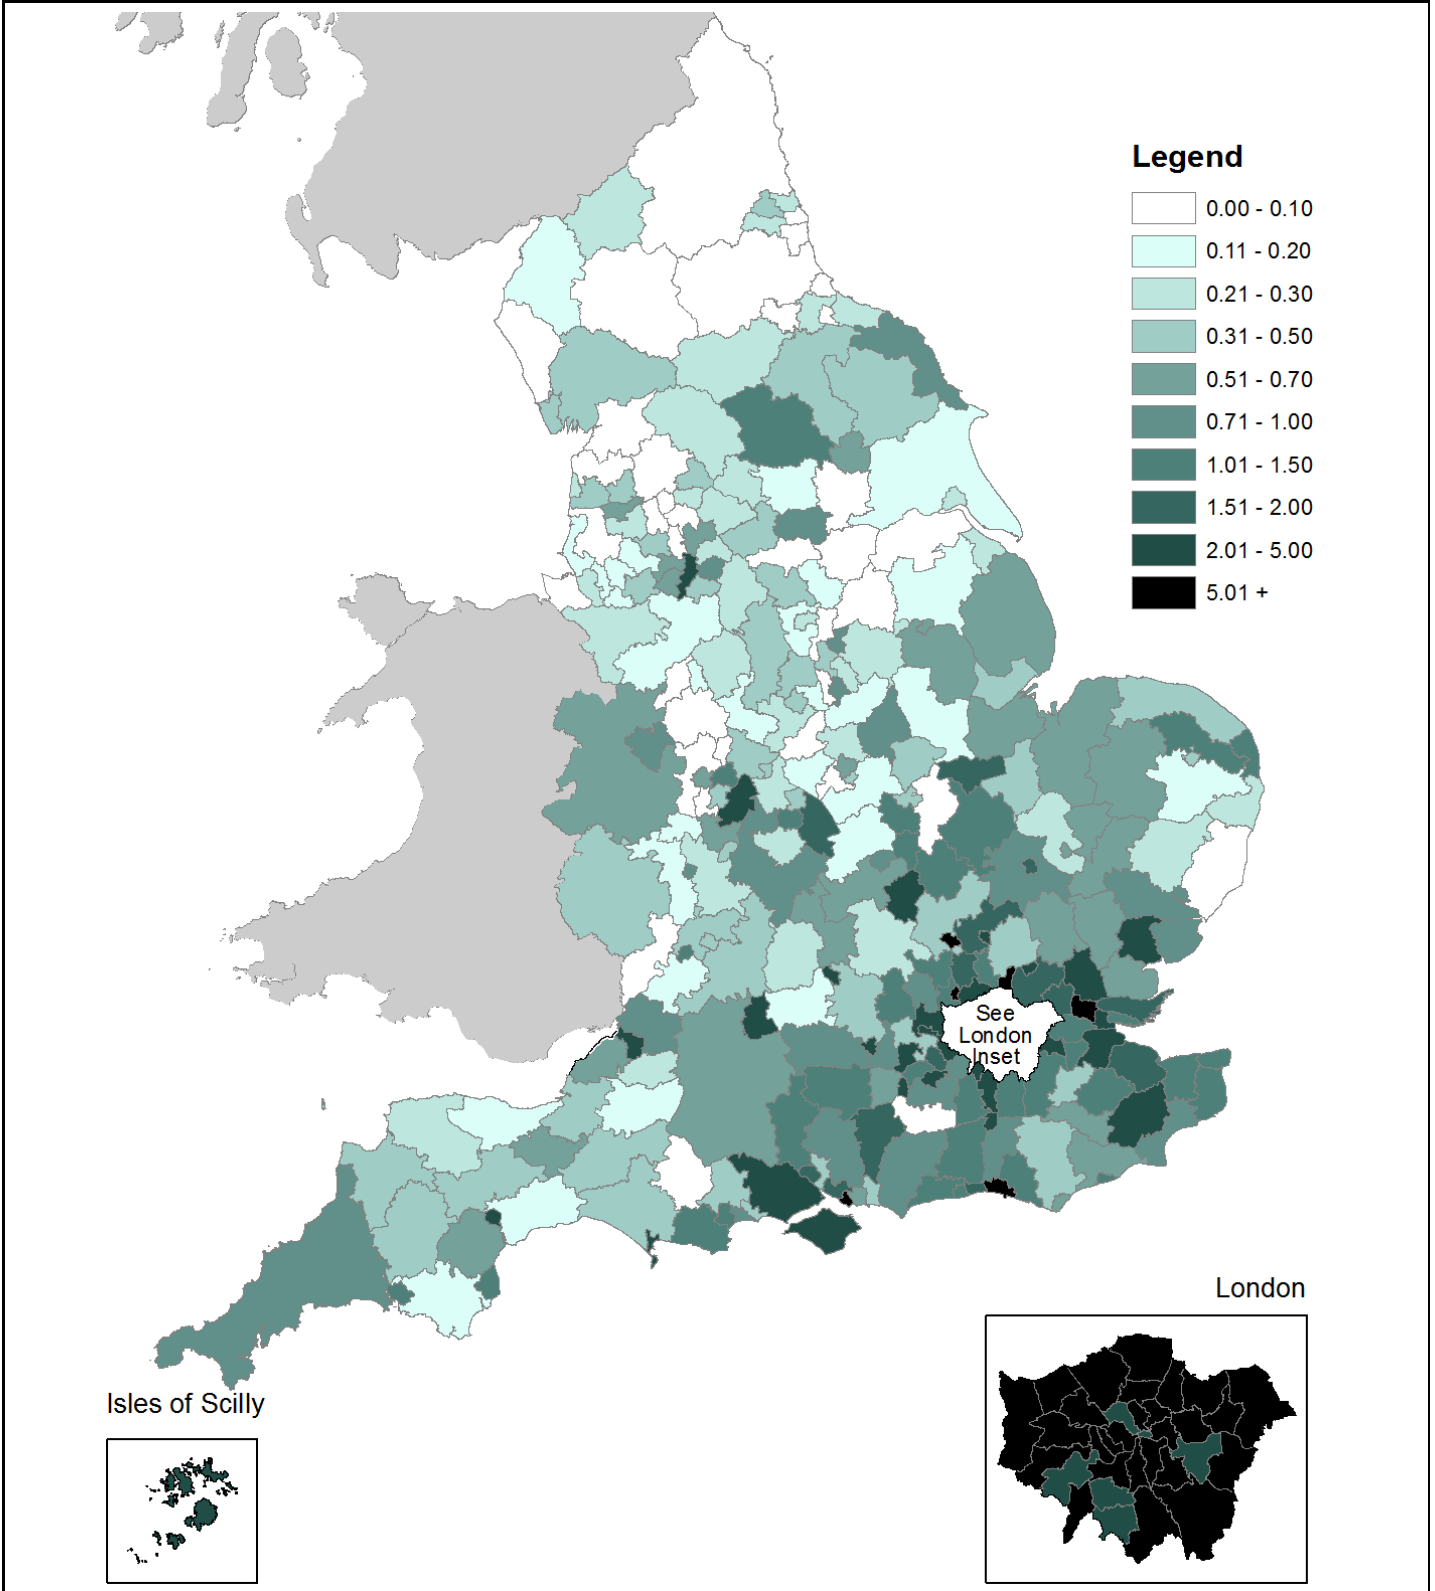 Legend
0.00 - 0.10
0.11 - 0.20
0.21 - 0.30
0.31 - 0.50
0.51 - 0.70
0.71 - 1.00
1.01 - 1.50
1.51 - 2.00
2.01 - 5.00
5.01 +
See
London
Inset
London
Isles of Scilly